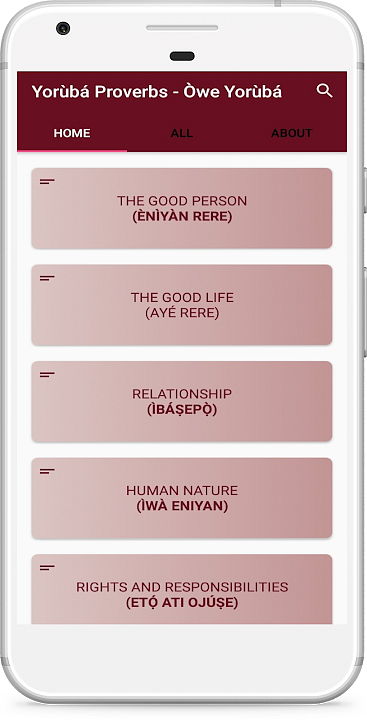 Yorùbá Proverbs - Òwe Yorùbá
HOME ALL ABOUT
THE GOOD PERSON
(ÈNÌYÀN RERE)
THE GOOD LIFE
(AYÉ RERE)
RELATIONSHIP
(ÌBÁṢEPỌ̀)
HUMAN NATURE
(ÌWÀ ENIYAN)
RIGHTS AND RESPONSIBILITIES
(ETỌ́ ATI OJÚṢE)